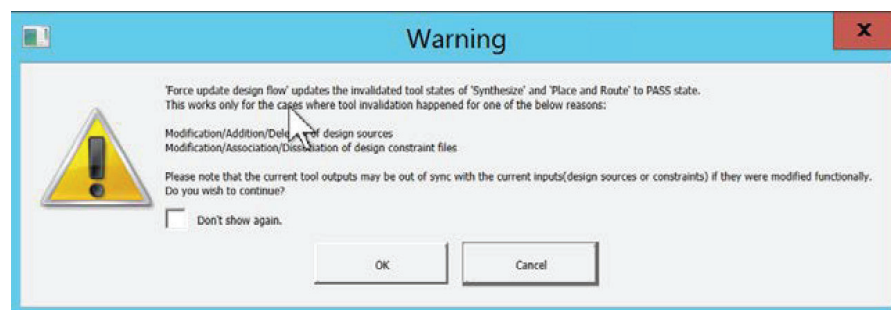 Warning
x
'Force update design flow' updates the invalidated tool states of 'Synthesize' and 'Place and Route' to PASS state.
This works only for the cases where tool invalidation happened for one of the below reasons:
Modification/Addition/Dele of design sources
Modification/Association/Dissociation of design constraint files
Please note that the current tool outputs may be out of sync with the current inputs(design sources or constraints) if they were modified functionally.
Do you wish to continue?
Don't show again.
OK
Cancel